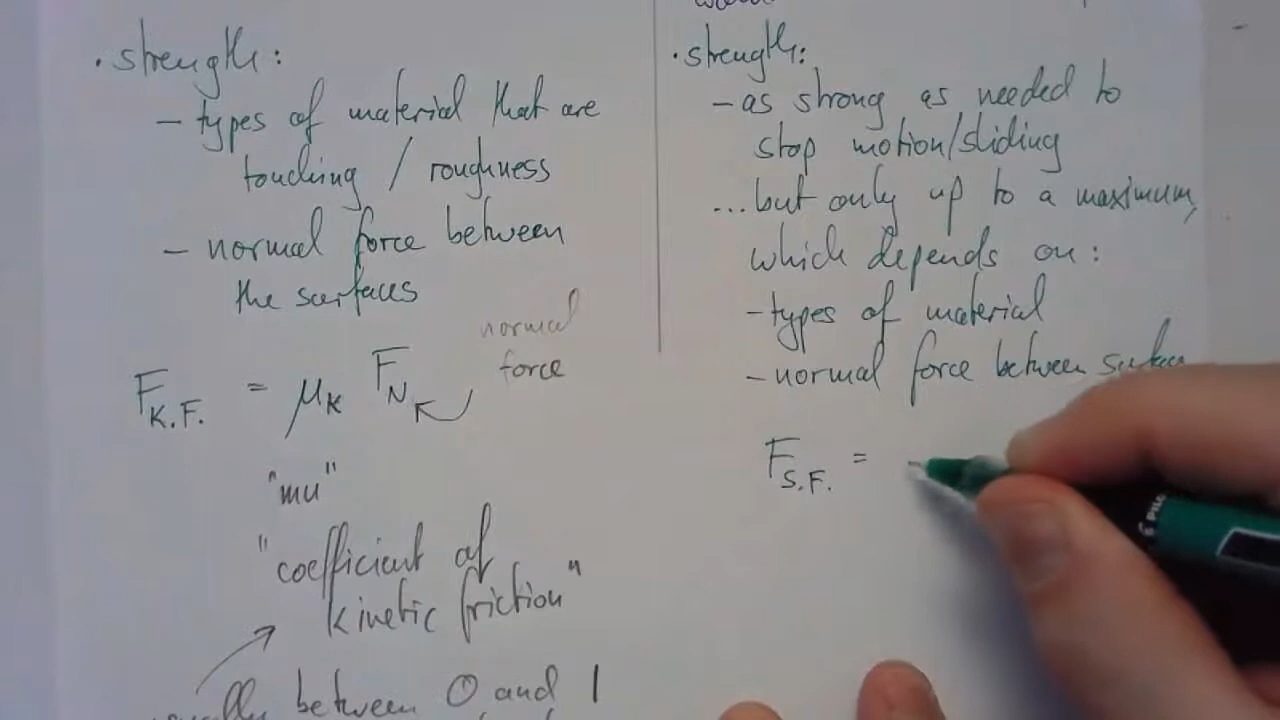 · strength:
- types of material that are
touching / roughness
- normal force between
the surfaces
normal
force
F K.F. = μK FN
"mu"
"coefficient of
kinetic friction"
between 0 and 1
· strength:
- as strong as needed to
stop motion/sliding
...but only up to a maximum,
which depends on:
- types of material
- normal force between
F S.F. =
PILO